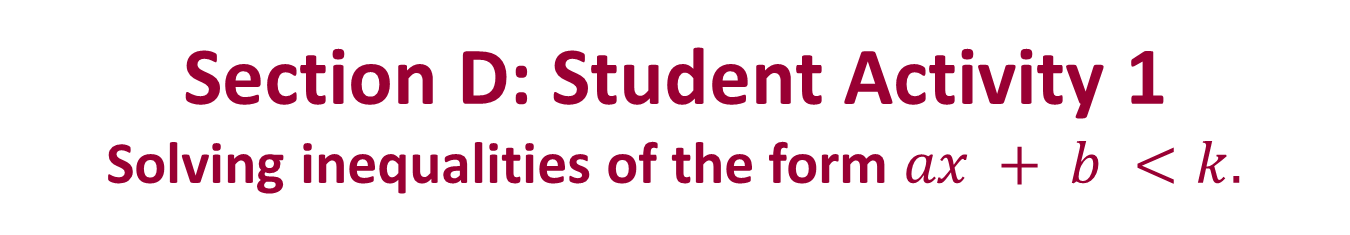 Section D: Student Activity 1
Solving inequalities of the form 𝑎𝑥 + 𝑏 < 𝑘.